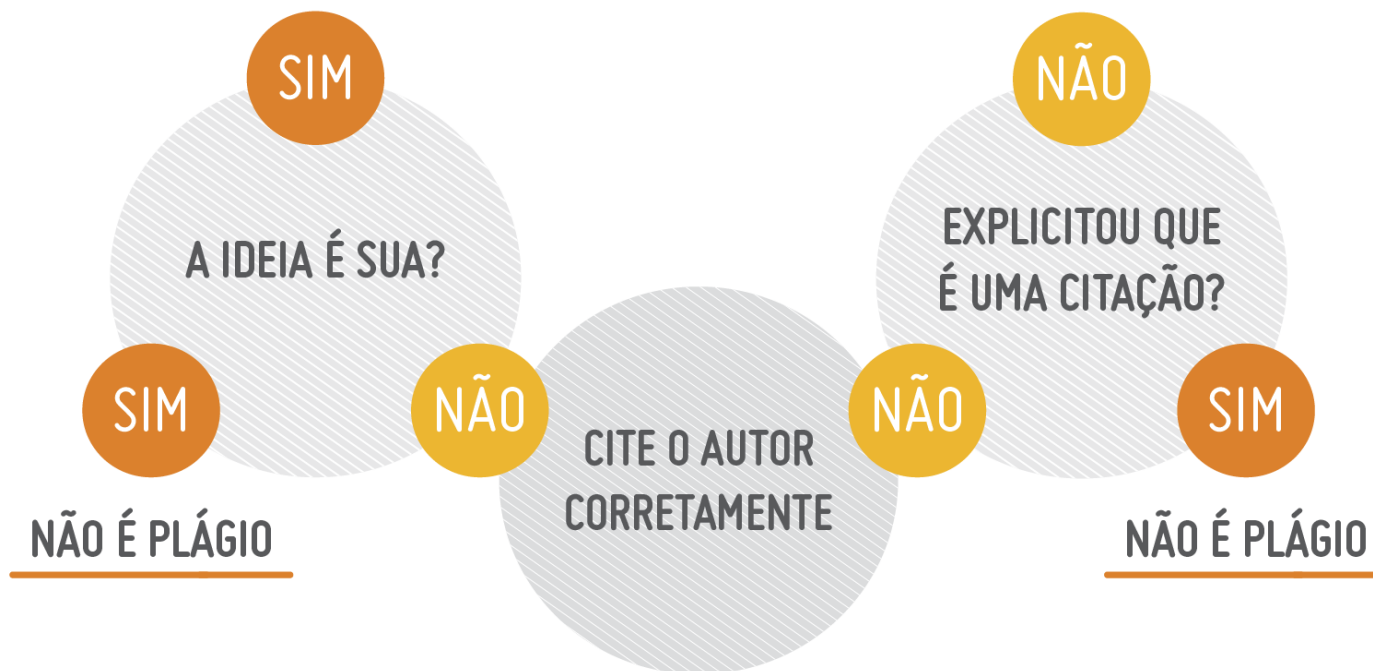 SIM
NÃO
A IDEIA É SUA?
EXPLICITOU QUE
É UMA CITAÇÃO?
SIM
NÃO
NÃO
SIM
CITE O AUTOR
CORRETAMENTE
NÃO É PLÁGIO
NÃO É PLÁGIO